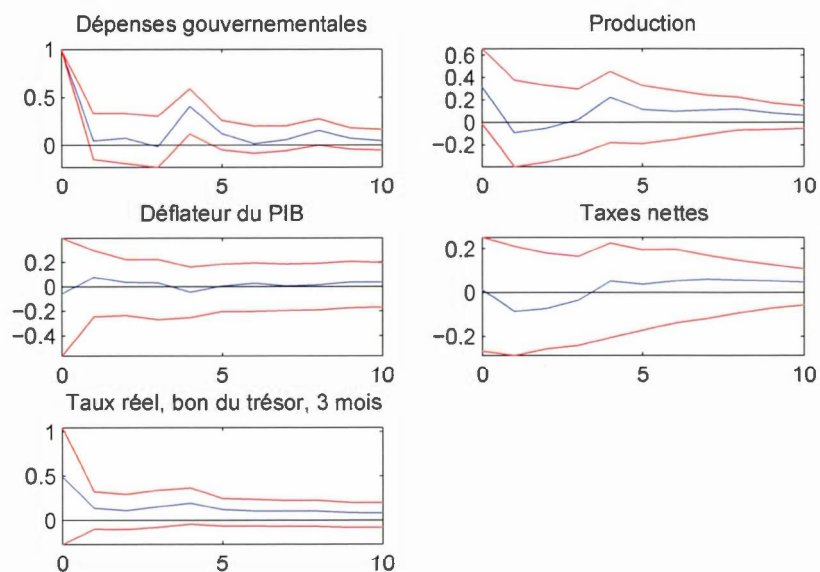 Dépenses gouvernementales
1
0.5
0
0 5 10
Production
0.6
0.4
0.2
0
−0.2
0 5 10
Déflateur du PIB
0.2
0
−0.2
−0.4
0 5 10
Taxes nettes
0.2
0
−0.2
0 5 10
Taux réel, bon du trésor, 3 mois
1
0.5
0
0 5 10